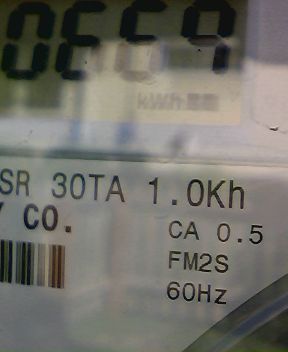 0659
kWh
SR 30TA 1.0Kh
Y CO.
CA 0.5
FM2S
60Hz